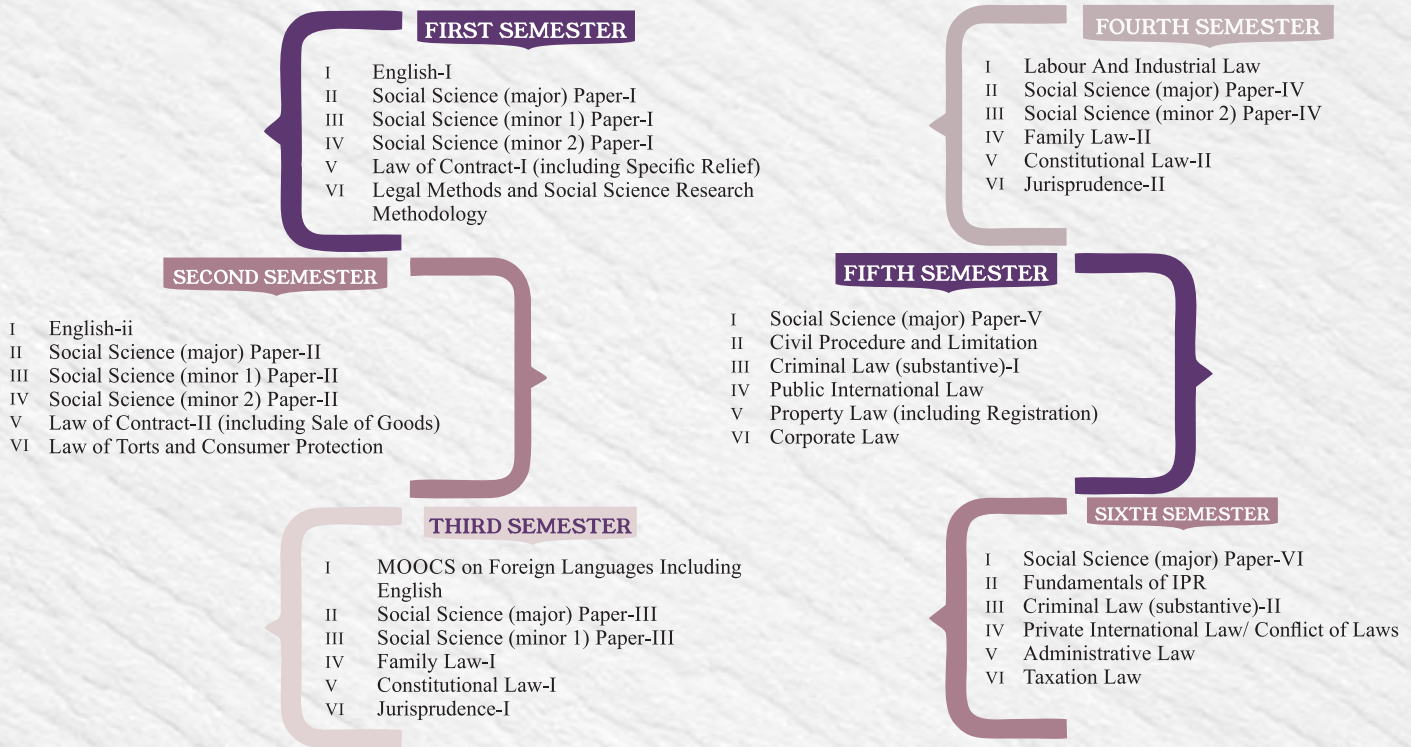 FIRST SEMESTER
I English-I
II Social Science (major) Paper-I
III Social Science (minor 1) Paper-I
IV Social Science (minor 2) Paper-I
V Law of Contract-I (including Specific Relief)
VI Legal Methods and Social Science Research
Methodology
SECOND SEMESTER
I English-ii
II Social Science (major) Paper-II
III Social Science (minor 1) Paper-II
IV Social Science (minor 2) Paper-II
V Law of Contract-II (including Sale of Goods)
VI Law of Torts and Consumer Protection
THIRD SEMESTER
I MOOCS on Foreign Languages Including
English
II Social Science (major) Paper-III
III Social Science (minor 1) Paper-III
IV Family Law-I
V Constitutional Law-I
VI Jurisprudence-I
FOURTH SEMESTER
I Labour And Industrial Law
II Social Science (major) Paper-IV
III Social Science (minor 2) Paper-IV
IV Family Law-II
V Constitutional Law-II
VI Jurisprudence-II
FIFTH SEMESTER
I Social Science (major) Paper-V
II Civil Procedure and Limitation
III Criminal Law (substantive)-I
IV Public International Law
V Property Law (including Registration)
VI Corporate Law
SIXTH SEMESTER
I Social Science (major) Paper-VI
II Fundamentals of IPR
III Criminal Law (substantive)-II
IV Private International Law/ Conflict of Laws
V Administrative Law
VI Taxation Law